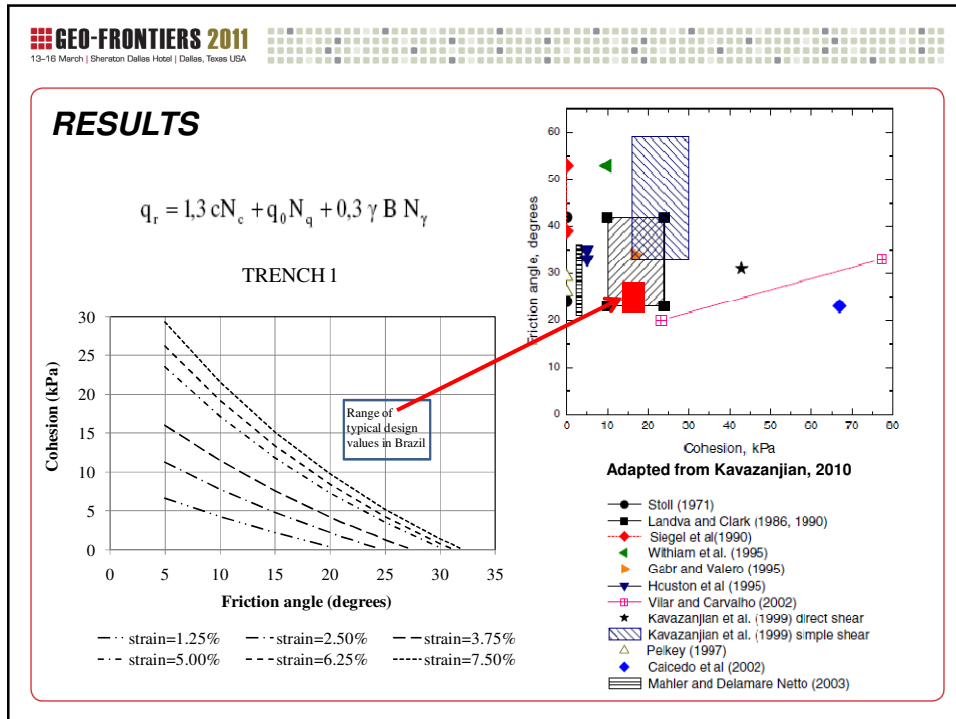 GEO-FRONTIERS 2011
13–16 March | Sheraton Dallas Hotel | Dallas, Texas USA
RESULTS
q_r = 1,3 cN_c + q_0 N_q + 0,3 γ B N_γ
TRENCH 1
30
25
20
15
10
5
0
Cohesion (kPa)
0 5 10 15 20 25 30 35
Friction angle (degrees)
Range of
typical design
values in Brazil
strain=1.25% strain=2.50% strain=3.75%
strain=5.00% strain=6.25% strain=7.50%
60
50
40
30
20
10
0
Friction angle, degrees
0 10 20 30 40 50 60 70 80
Cohesion, kPa
Adapted from Kavazanjian, 2010
Stoll (1971)
Landva and Clark (1986, 1990)
Siegel et al(1990)
Withiam et al. (1995)
Gabr and Valero (1995)
Houston et al (1995)
Vilar and Carvalho (2002)
Kavazanjian et al. (1999) direct shear
Kavazanjian et al. (1999) simple shear
Pelkey (1997)
Caicedo et al (2002)
Mahler and Delamare Netto (2003)